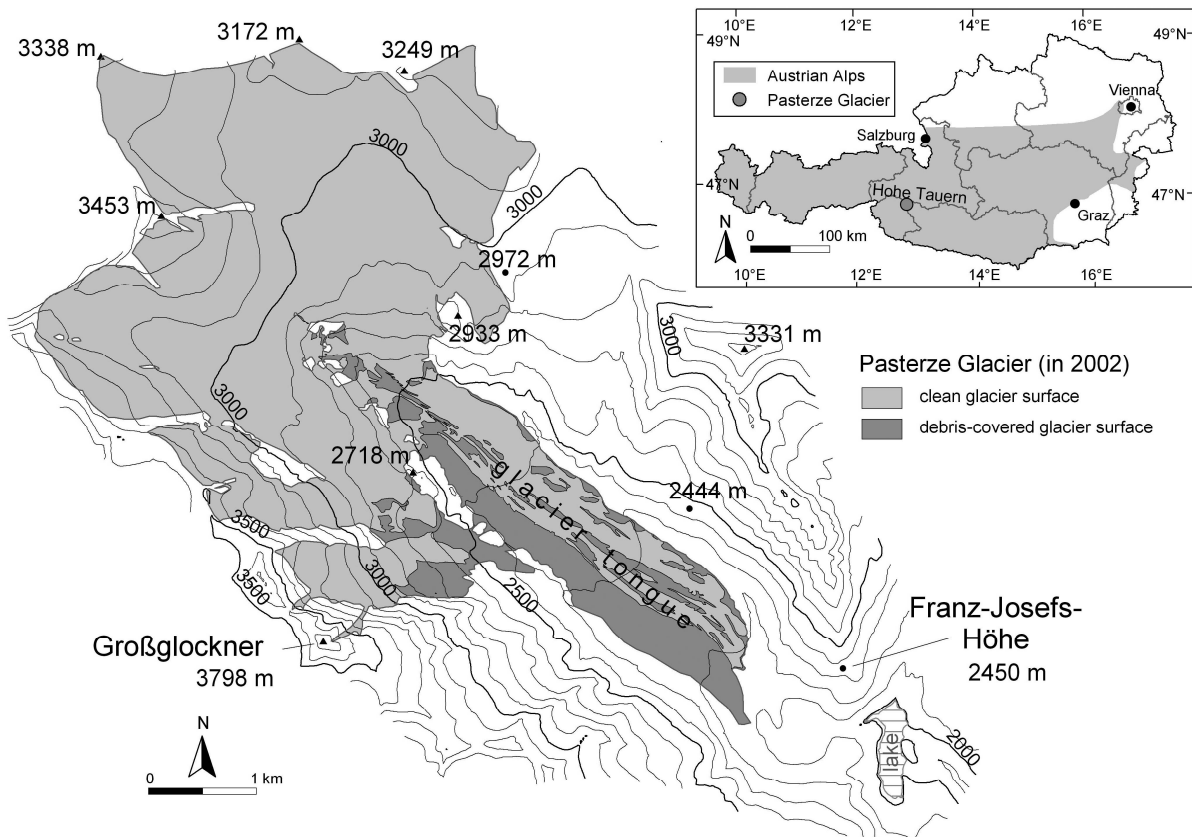 3338 m
3172 m
3249 m
3000
3000
3453 m
2972 m
2933 m
3331 m
3000
3000
2718 m
2444 m
glacier tongue
3500
3500
3000
2500
Großglockner
3798 m
Franz-Josefs-
Höhe
2450 m
lake
2000
N
0 1 km
Pasterze Glacier (in 2002)
clean glacier surface
debris-covered glacier surface
10°E 12°E 14°E 16°E
49°N 49°N
Austrian Alps
Pasterze Glacier
Vienna
Salzburg
47°N 47°N
Hohe Tauern
Graz
N
0 100 km
10°E 12°E 14°E 16°E